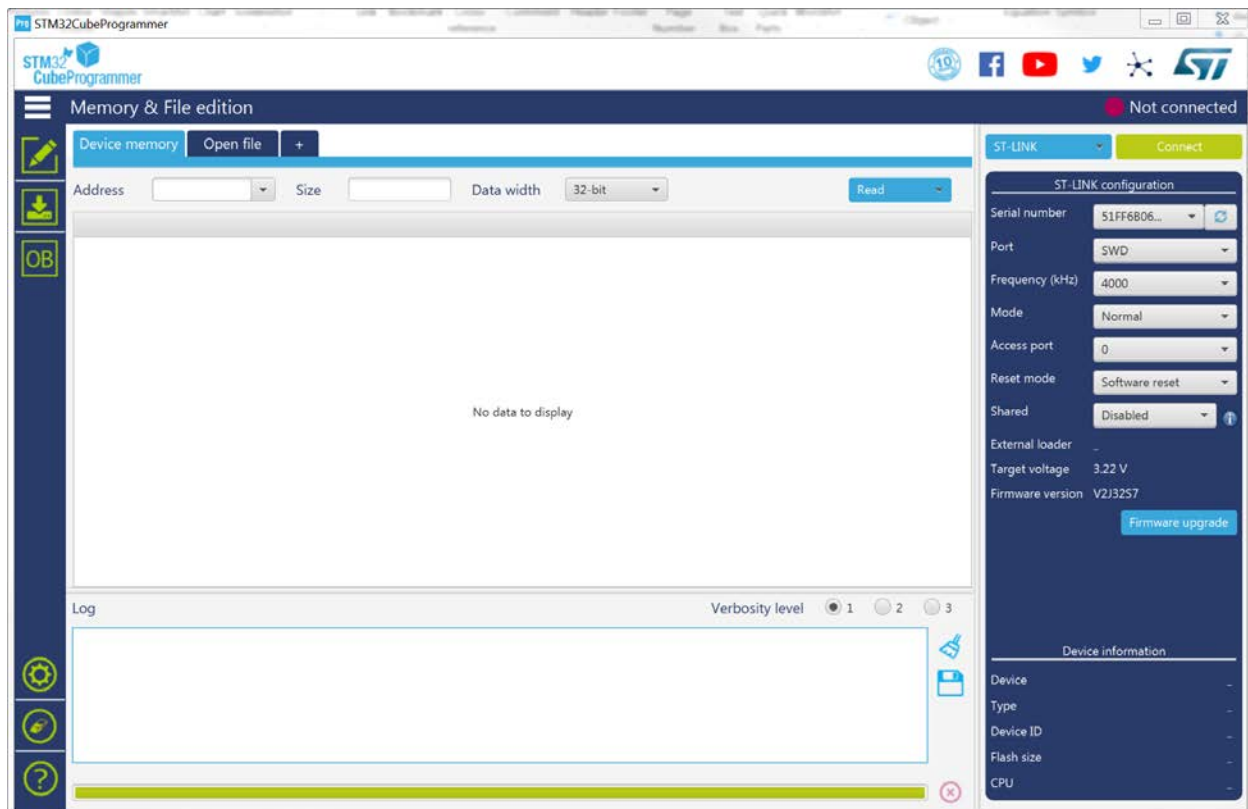 Pro STM32CubeProgrammer
STM32
CubeProgrammer
10
Memory & File edition
Not connected
Device memory Open file +
ST-LINK Connect
Address Size Data width 32-bit Read
ST-LINK configuration
Serial number 51FF6B06...
Port SWD
OB
Frequency (kHz) 4000
Mode Normal
Access port 0
Reset mode Software reset
No data to display
Shared Disabled
External loader _
Target voltage 3.22 V
Firmware version V2J32S7
Firmware upgrade
Log Verbosity level 1 2 3
Device information
Device _
Type _
Device ID _
Flash size _
CPU _